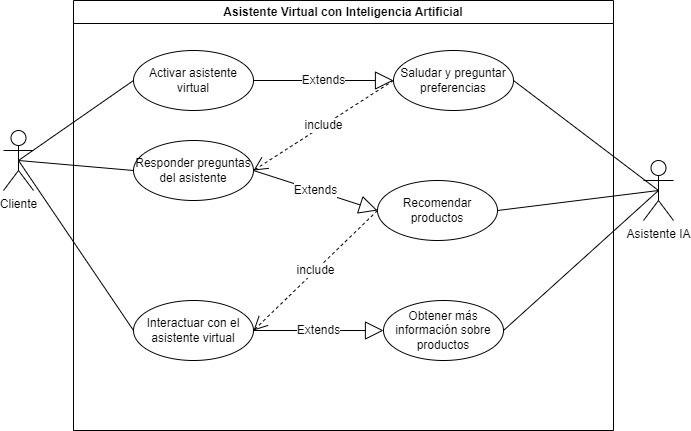 Asistente Virtual con Inteligencia Artificial
Activar asistente
virtual
Extends
Saludar y preguntar
preferencias
include
Responder preguntas
del asistente
Extends
Recomendar
productos
Cliente
Asistente IA
include
Interactuar con el
asistente virtual
Extends
Obtener más
información sobre
productos